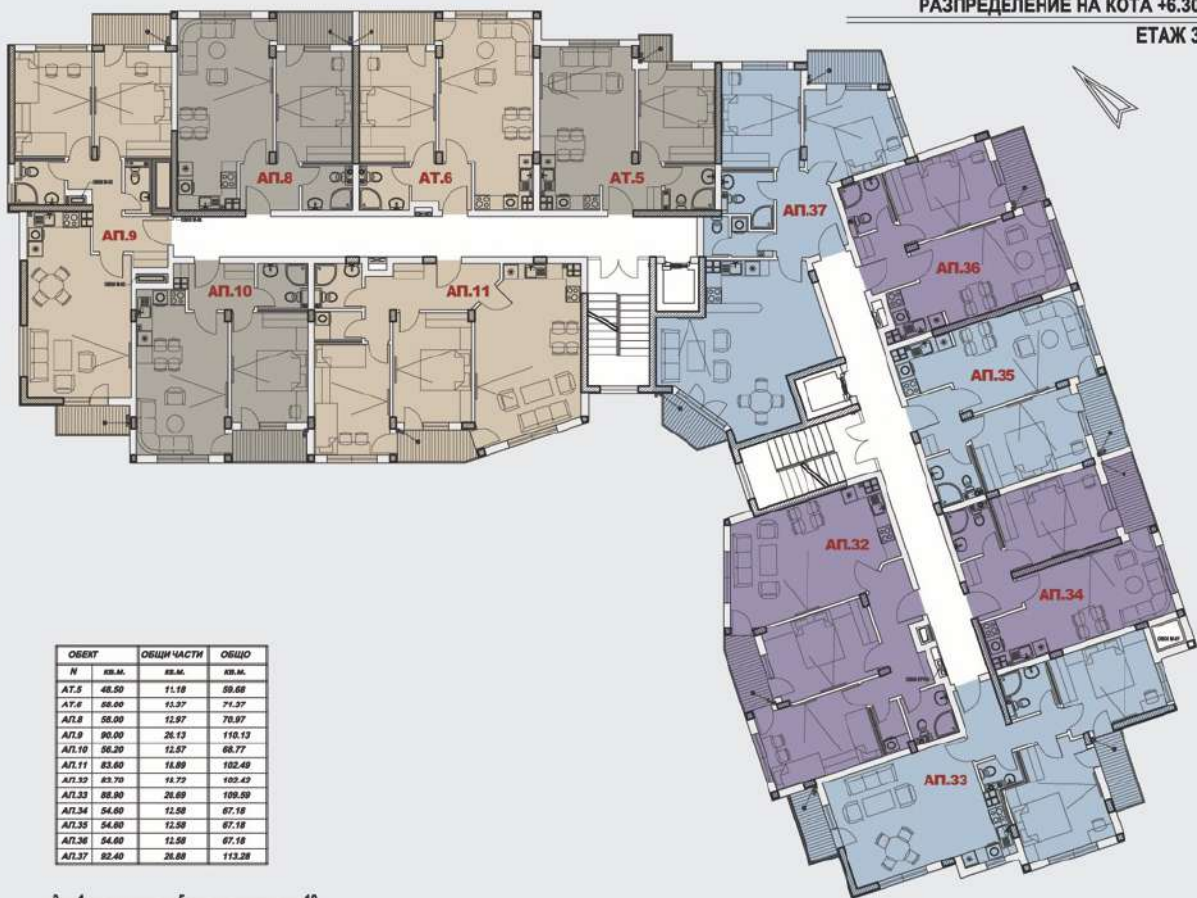 РАЗПРЕДЕЛЕНИЕ НА КОТА +6.30
ЕТАЖ 3
АП.8
АТ.6
АТ.5
АП.37
АП.9
АП.36
АП.10
АП.11
АП.35
АП.32
АП.34
АП.33
ОБЕКТ ОБЩИ ЧАСТИ ОБЩО
N КВ.М. КВ.М. КВ.М.
АТ.5 48.50 11.18 59.68
АТ.6 58.00 13.37 71.37
АП.8 58.00 12.97 70.97
АП.9 90.00 20.13 110.13
АП.10 56.20 12.57 68.77
АП.11 83.60 18.89 102.49
АП.32 83.70 18.72 102.42
АП.33 88.90 20.69 109.59
АП.34 54.60 12.58 67.18
АП.35 54.60 12.58 67.18
АП.36 54.60 12.58 67.18
АП.37 92.40 20.88 113.28
0 1 5 10